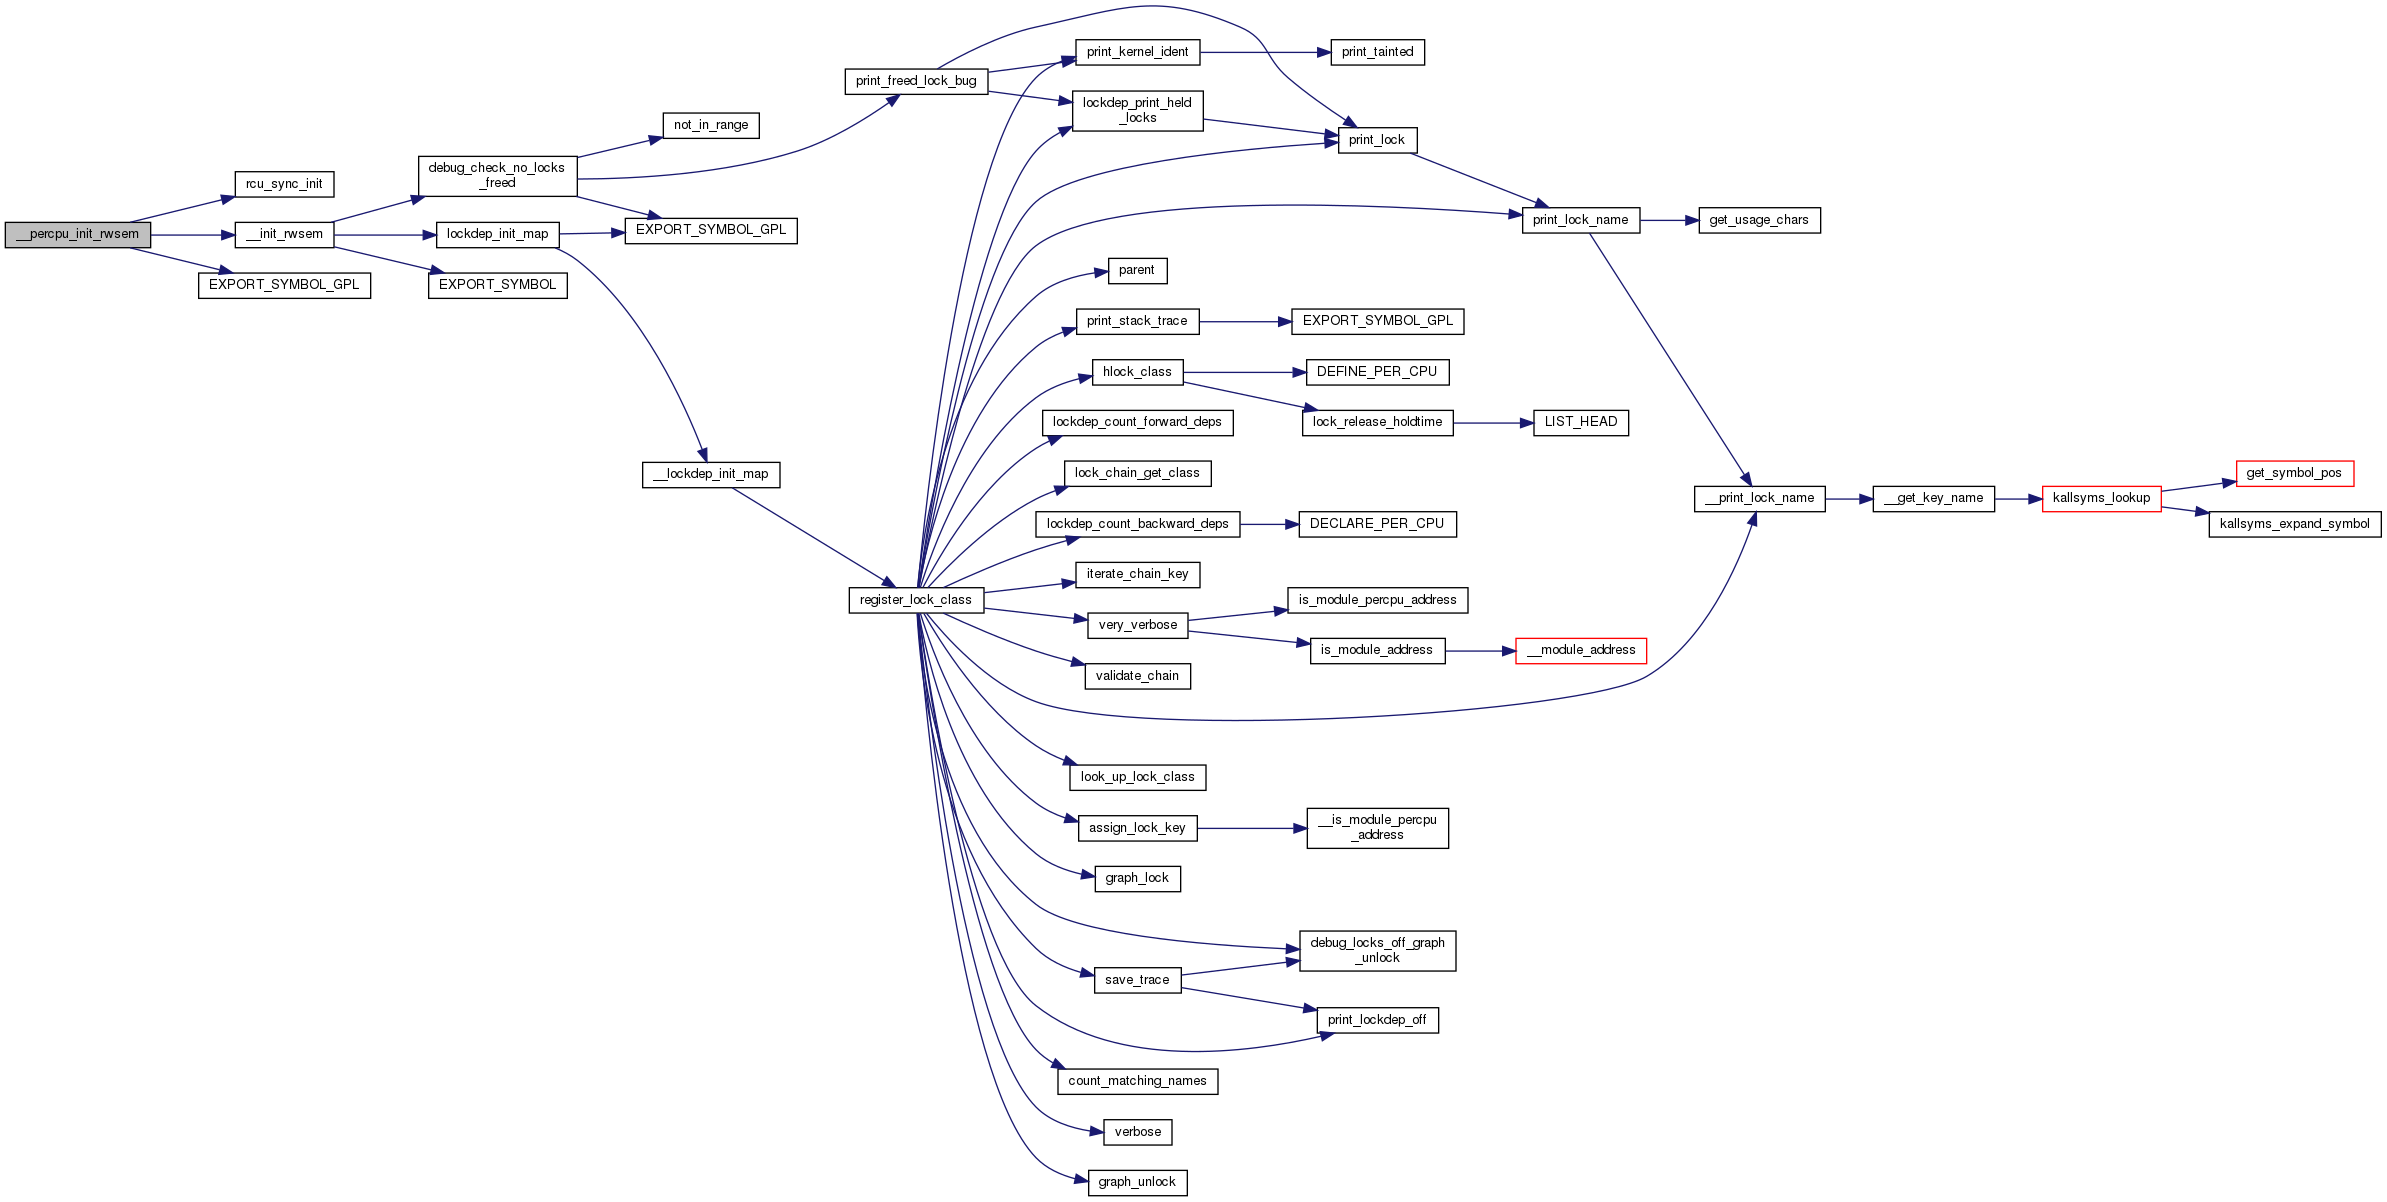 __percpu_init_rwsem
rcu_sync_init
__init_rwsem
EXPORT_SYMBOL_GPL
debug_check_no_locks
_freed
lockdep_init_map
EXPORT_SYMBOL
not_in_range
EXPORT_SYMBOL_GPL
__lockdep_init_map
print_freed_lock_bug
register_lock_class
print_kernel_ident
lockdep_print_held
_locks
parent
print_stack_trace
hlock_class
lockdep_count_forward_deps
lock_chain_get_class
lockdep_count_backward_deps
iterate_chain_key
very_verbose
validate_chain
look_up_lock_class
assign_lock_key
graph_lock
save_trace
count_matching_names
verbose
graph_unlock
print_tainted
print_lock
EXPORT_SYMBOL_GPL
DEFINE_PER_CPU
lock_release_holdtime
DECLARE_PER_CPU
is_module_percpu_address
is_module_address
__is_module_percpu
_address
debug_locks_off_graph
_unlock
print_lockdep_off
print_lock_name
LIST_HEAD
__module_address
get_usage_chars
__print_lock_name
__get_key_name
kallsyms_lookup
get_symbol_pos
kallsyms_expand_symbol